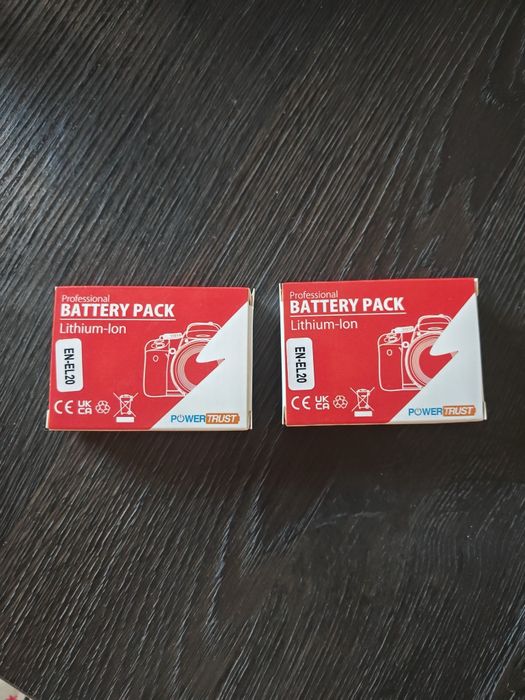 Professional
BATTERY PACK
Lithium-Ion
EN-EL20
CE UK CA
POWERTRUST
Professional
BATTERY PACK
Lithium-Ion
EN-EL20
CE UK CA
POWERTRUST